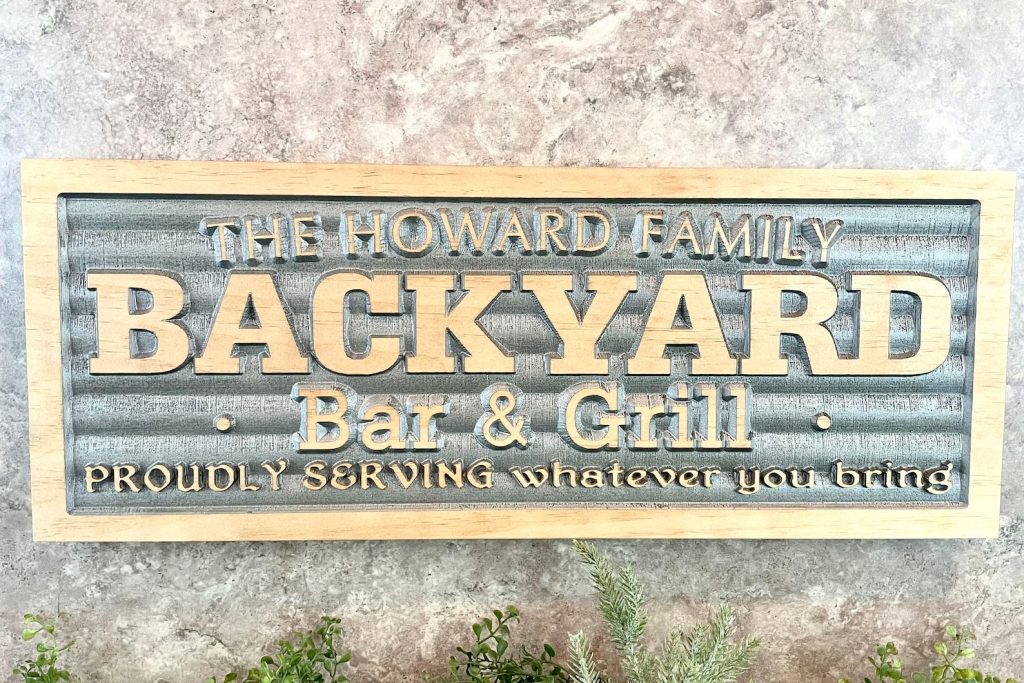 THE HOWARD FAMILY
BACKYARD
• Bar & Grill •
PROUDLY SERVING whatever you bring